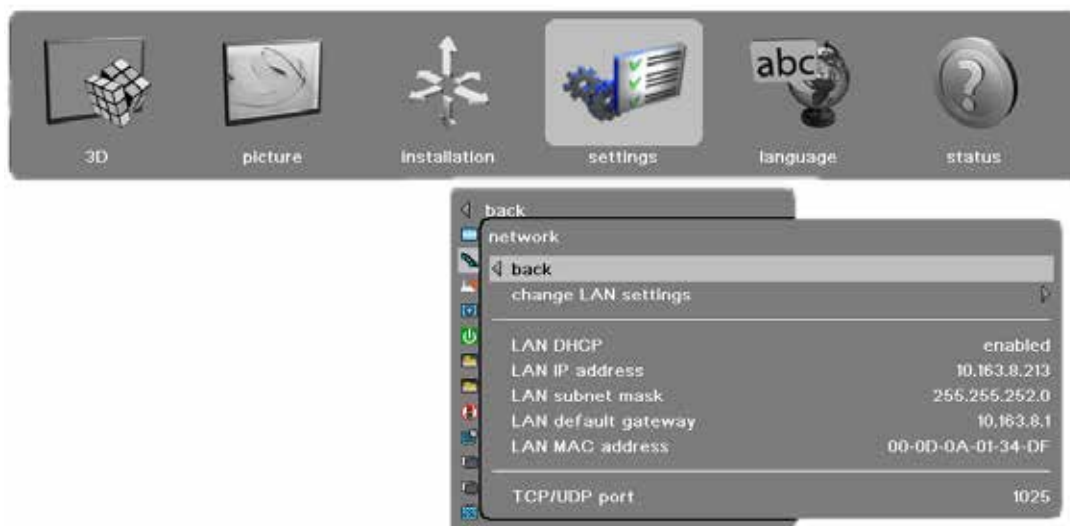 abc
3D picture installation settings language status
back
network
back
change LAN settings
LAN DHCP enabled
LAN IP address 10.163.8.213
LAN subnet mask 255.255.252.0
LAN default gateway 10.163.8.1
LAN MAC address 00-0D-0A-01-34-DF
TCP/UDP port 1025